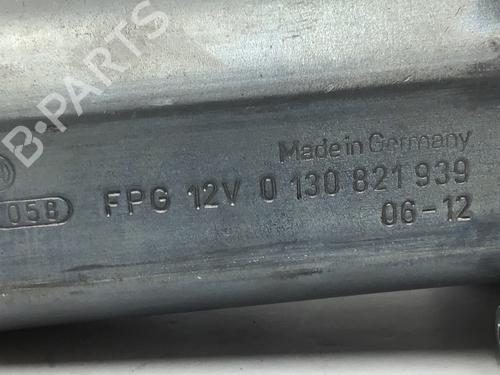 B-PARTS
Made in Germany
058 FPG 12V 0 130 821 939
06-12